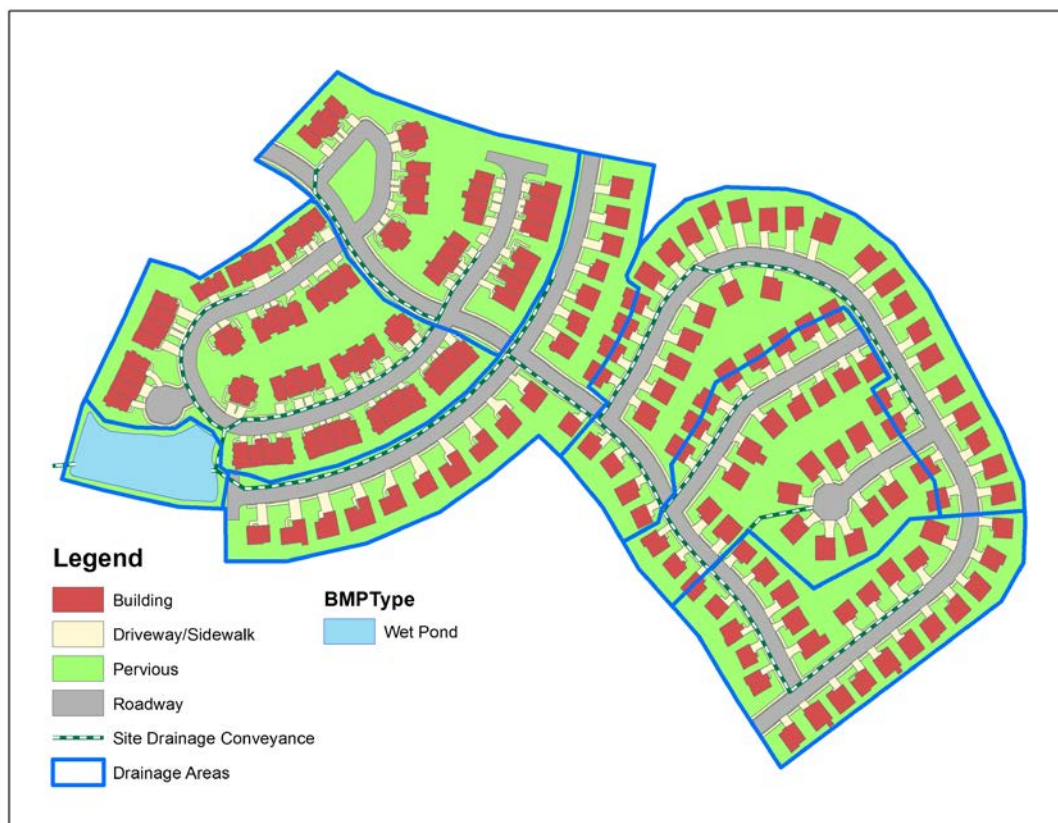 Legend
Building
Driveway/Sidewalk
Pervious
Roadway
Site Drainage Conveyance
Drainage Areas
BMPType
Wet Pond